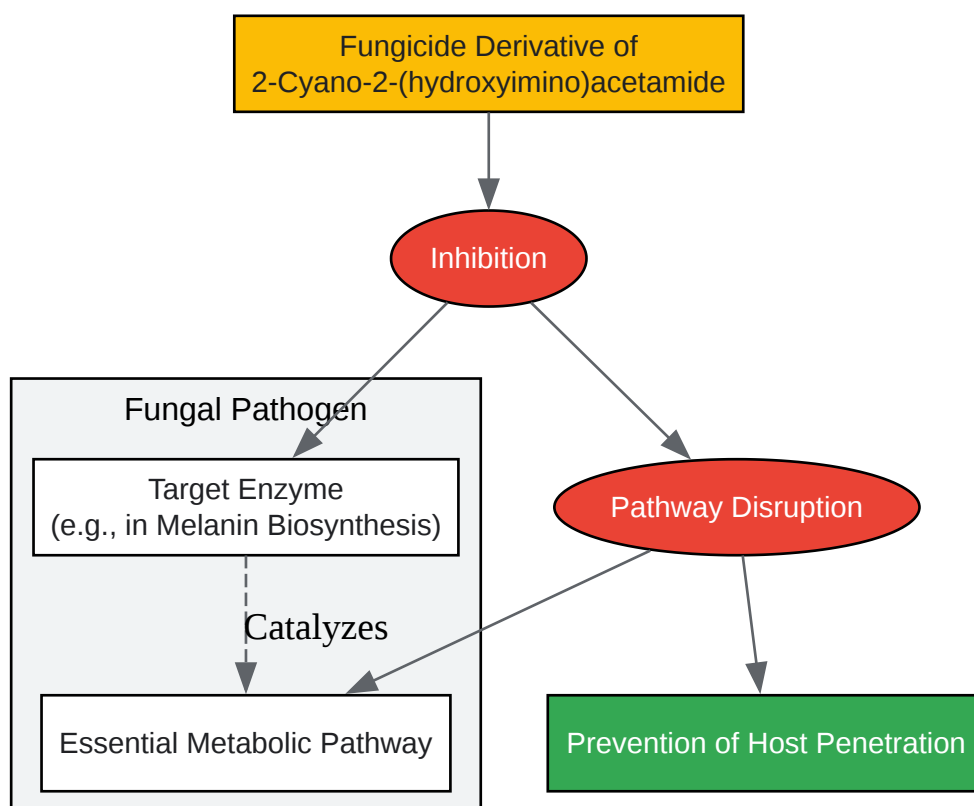 Fungicide Derivative of
2-Cyano-2-(hydroxyimino)acetamide
Inhibition
Fungal Pathogen
Target Enzyme
(e.g., in Melanin Biosynthesis)
Pathway Disruption
Catalyzes
Essential Metabolic Pathway
Prevention of Host Penetration